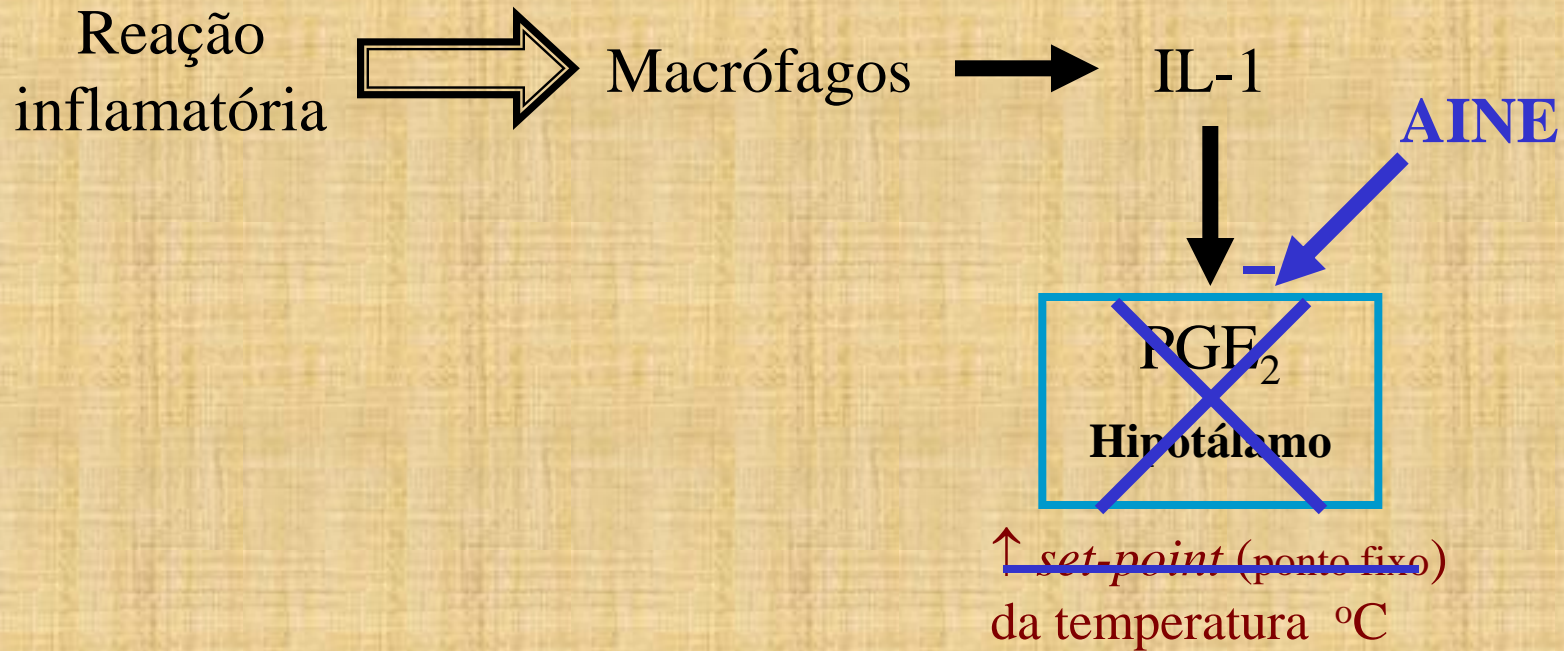 Reação
inflamatória
Macrófagos
IL-1
AINE
–
PGE₂
Hipotálamo
↑ set-point (ponto fixo)
da temperatura ºC